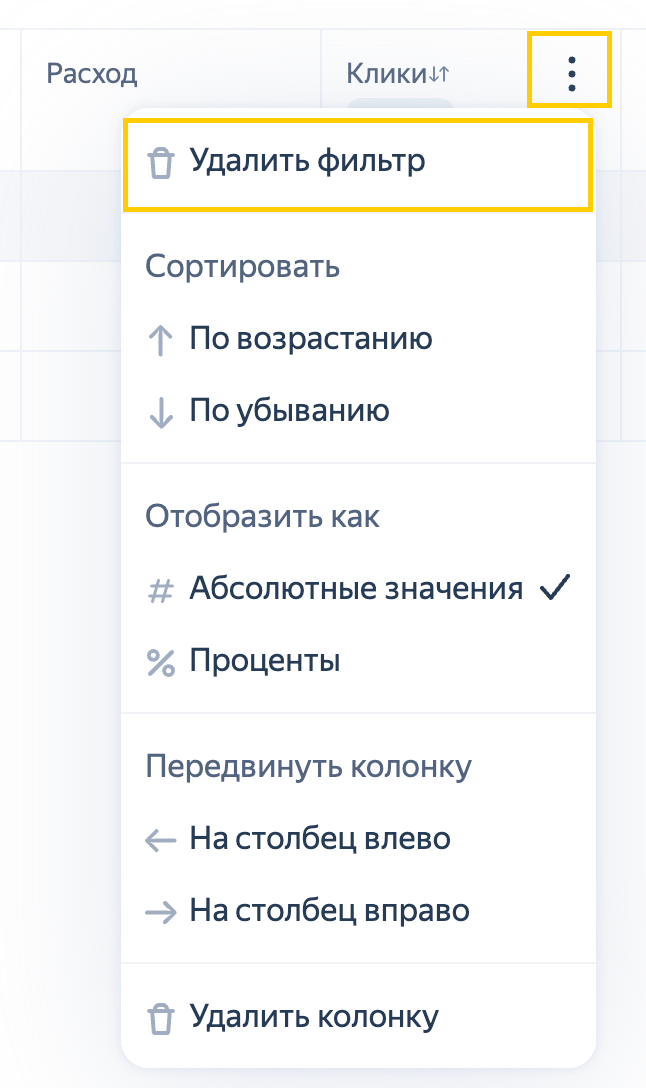 Расход
Клики
Удалить фильтр
Сортировать
По возрастанию
По убыванию
Отобразить как
# Абсолютные значения
% Проценты
Передвинуть колонку
На столбец влево
На столбец вправо
Удалить колонку